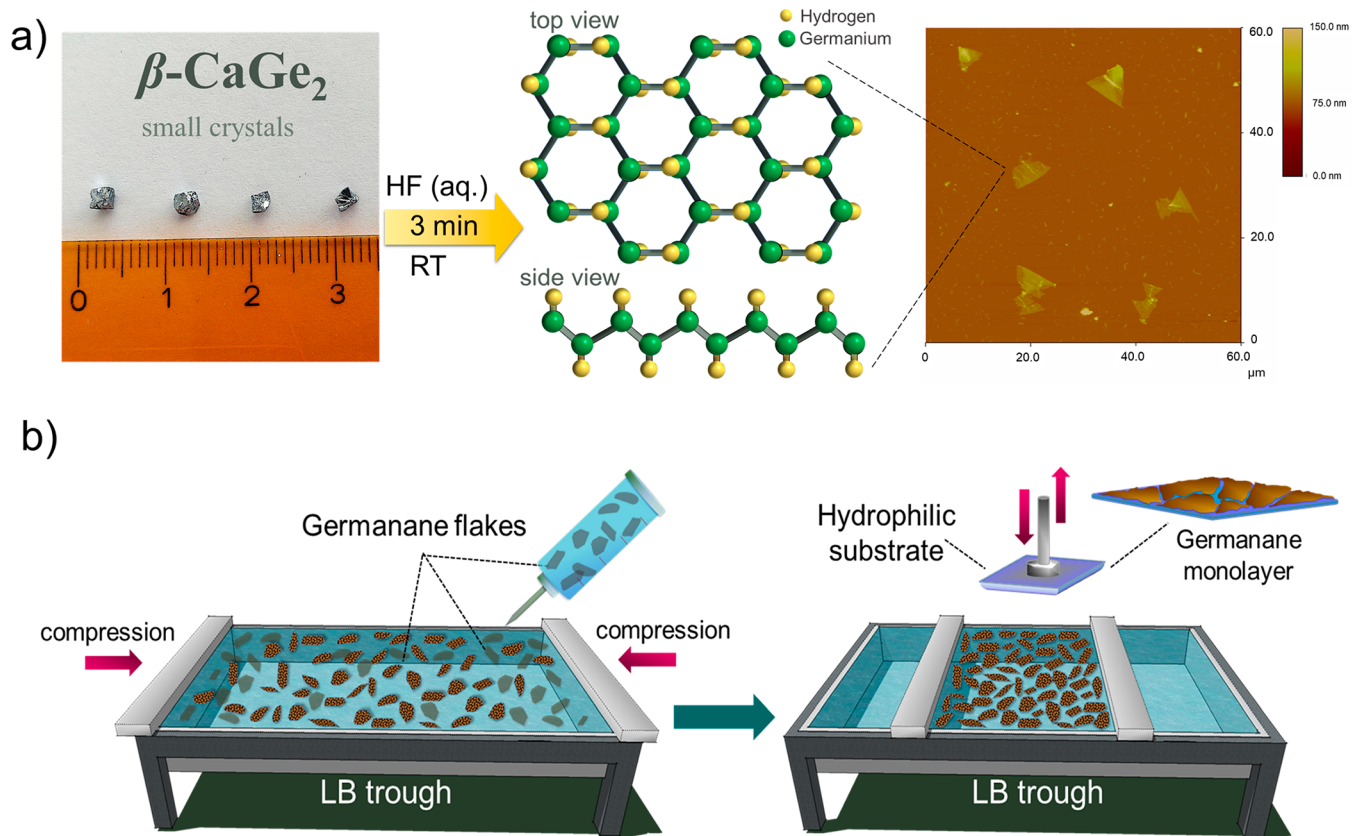 a)
β-CaGe2
small crystals
0 1 2 3
HF (aq.)
3 min
RT
top view
Hydrogen
Germanium
side view
60.0
40.0
20.0
0
0 20.0 40.0 60.0
µm
150.0 nm
75.0 nm
0.0 nm
b)
Germanane flakes
compression
compression
LB trough
Hydrophilic
substrate
Germanane
monolayer
LB trough